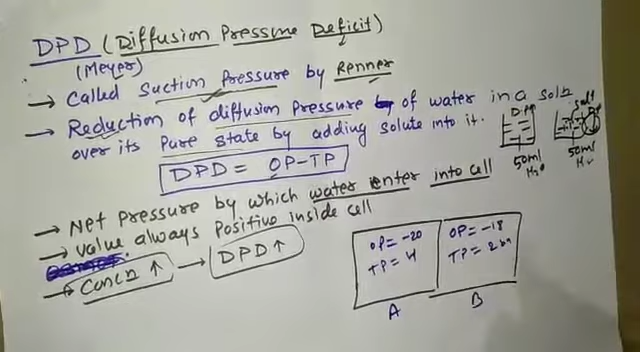 DPD (Diffusion Pressure Deficit)
(Meyer)
→ Called Suction Pressure by Renner
→ Reduction of diffusion pressure of water in a soln
over its Pure state by adding solute into it.
DPD = OP-TP
→ Net pressure by which water enter into cell
→ Value always Positive inside cell
→ Concn ↑ → DPD ↑
50ml
50ml
OP = -20
TP = 4
A
OP = -18
TP = 2
B